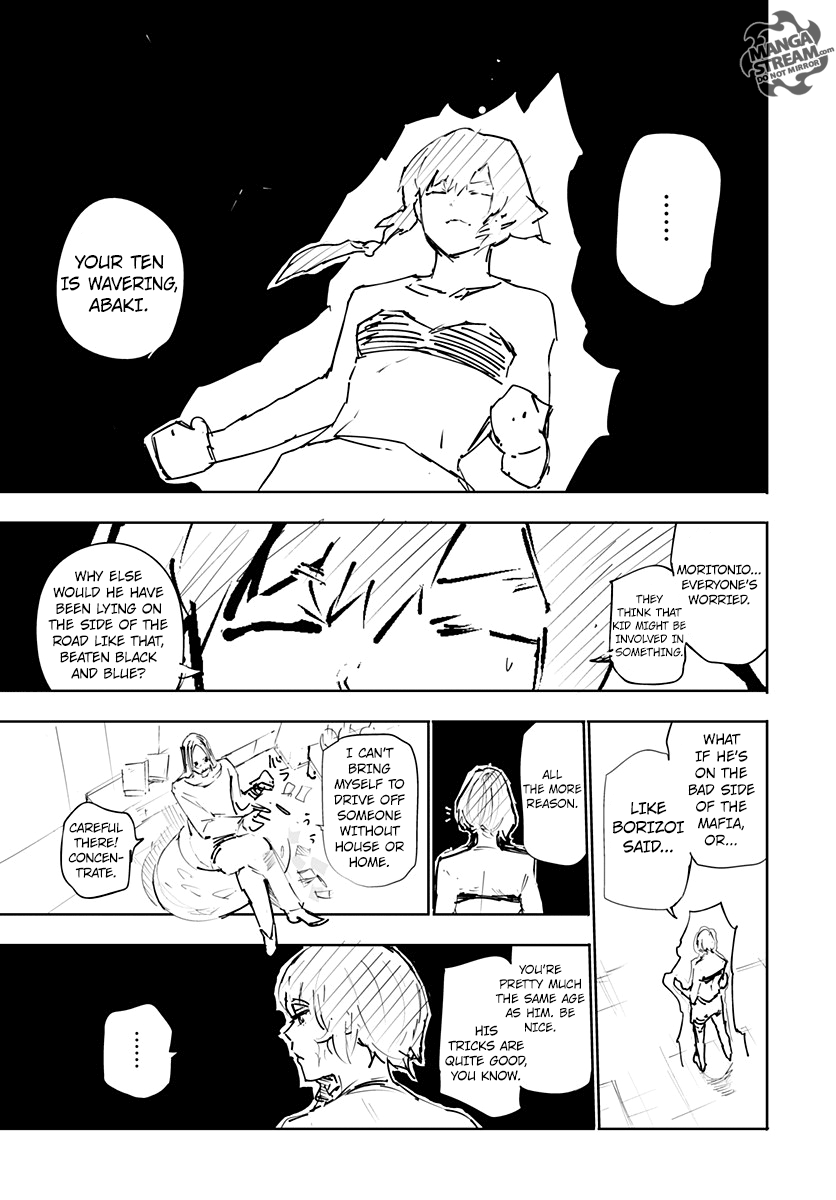 MANGA
STREAM.com
DO NOT MIRROR
......
YOUR TEN
IS WAVERING,
ABAKI.
MORITONIO...
EVERYONE'S
WORRIED.
THEY
THINK THAT
KID MIGHT BE
INVOLVED IN
SOMETHING.
WHY ELSE
WOULD HE HAVE
BEEN LYING ON
THE SIDE OF THE
ROAD LIKE THAT,
BEATEN BLACK
AND BLUE?
WHAT
IF HE'S
ON THE
BAD SIDE
OF THE
MAFIA,
OR...
LIKE
BORIZOI
SAID...
ALL
THE MORE
REASON.
I CAN'T
BRING
MYSELF TO
DRIVE OFF
SOMEONE
WITHOUT
HOUSE OR
HOME.
CAREFUL
THERE!
CONCEN-
TRATE.
YOU'RE
PRETTY MUCH
THE SAME AGE
AS HIM. BE
NICE.
HIS
TRICKS ARE
QUITE GOOD,
YOU KNOW.
......